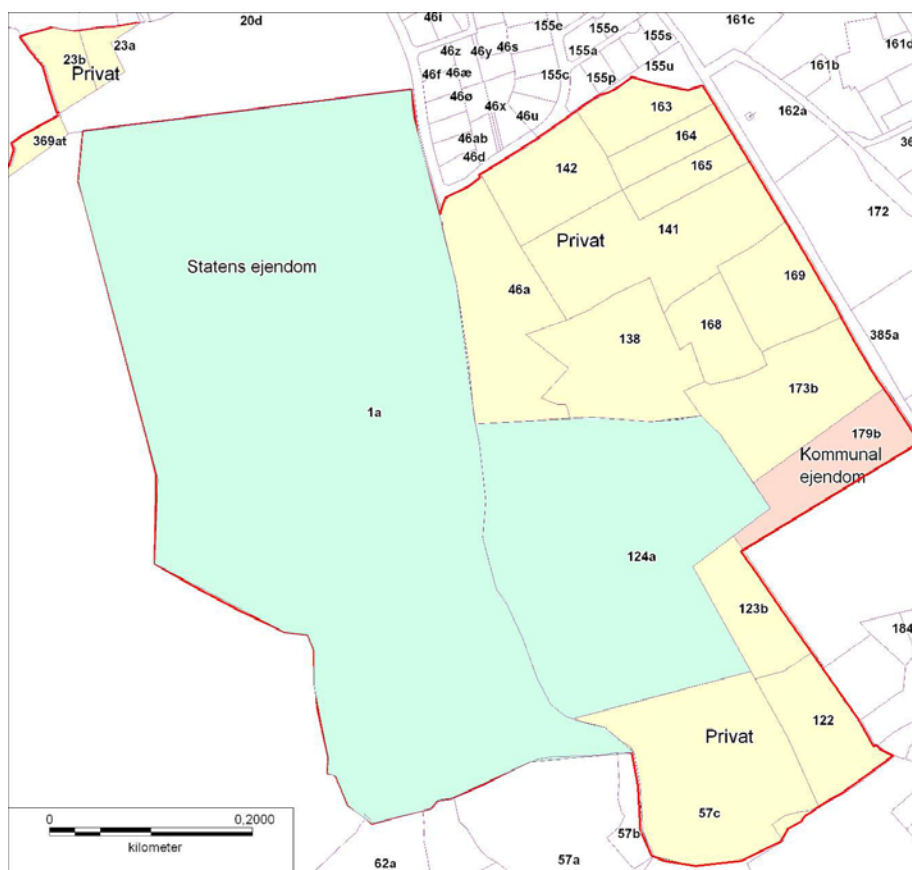 20d
46i
155e
155o
161c
23a
46z
46y
46s
155a
155s
161d
23b
Privat
46f
46æ
155c
155p
155u
161b
46ø
46x
163
162a
369at
46u
164
36
46ab
46d
142
165
172
Privat
141
Statens ejendom
46a
169
138
168
385a
1a
173b
179b
Kommunal
ejendom
124a
123b
184
122
Privat
57c
0
0,2000
kilometer
57b
62a
57a